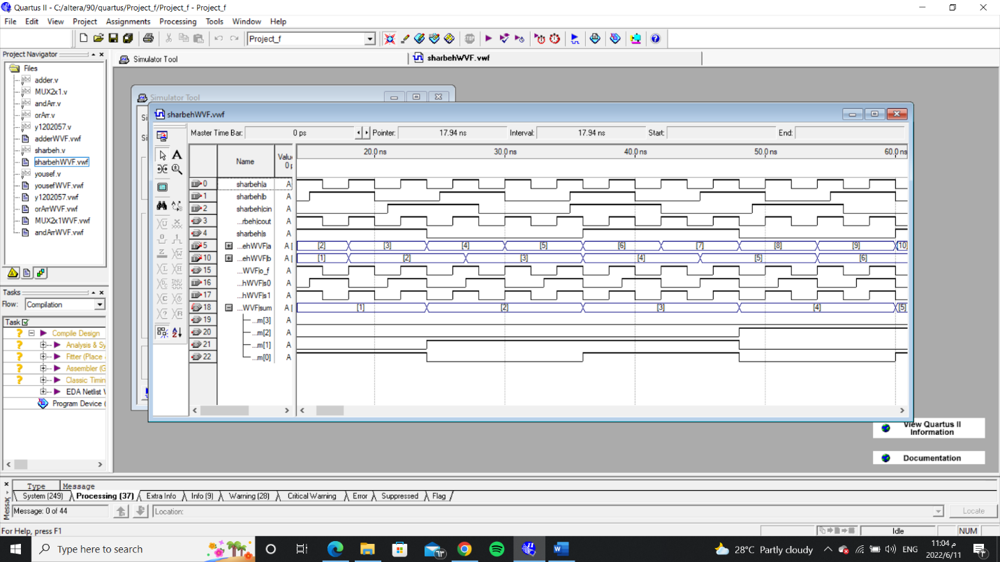 Quartus II - C:/altera/90/quartus/Project_f/Project_f - Project_f
File Edit View Project Assignments Processing Tools Window Help
Project_f
Project Navigator
Simulator Tool
sharbehWVF.vwf
Files
adder.v
MUX2x1.v
andArr.v
orArr.v
y1202057.v
adderWVF.vwf
sharbeh.v
sharbehWVF.vwf
yousef.v
yousefWVF.vwf
y1202057.vwf
orArrWVF.vwf
MUX2x1WVF.vwf
andArrWVF.vwf
Tasks
Flow: Compilation
Task
Compile Design
Analysis & Sy
Fitter (Place
Assembler (G
Classic Timin
EDA Netlist
Program Device (
Simulator Tool
sharbehWVF.vwf
Master Time Bar: 0 ps Pointer: 17.94 ns Interval: 17.94 ns Start: End:
Name
Valu
0 p
20.0 ns 30.0 ns 40.0 ns 50.0 ns 60.0 ns
0 sharbeh|a A
1 sharbeh|b A
2 sharbeh|cin A
3 ...rbeh|cout A
4 sharbeh|s A
5 ...ehWVF|a A [ [2] [3] [4] [5] [6] [7] [8] [9] [10]
10 ...ehWVF|b A [ [1] [2] [3] [4] [5] [6]
15 ...WVF|o_f A
16 ...hWVF|s0 A
17 ...hWVF|s1 A
18 ...WVF|sum A [ [1] [2] [3] [4] [5]
19 ...m[3] A
20 ...m[2] A
21 ...m[1] A
22 ...m[0] A
View Quartus II
Information
Documentation
Type Message
System (249) Processing (37) Extra Info Info (9) Warning (28) Critical Warning Error Suppressed Flag
Message: 0 of 44
Location:
Locate
Messag
For Help, press F1
Idle
NUM
Type here to search
28°C Partly cloudy
ENG
11:04 م
2022/6/11